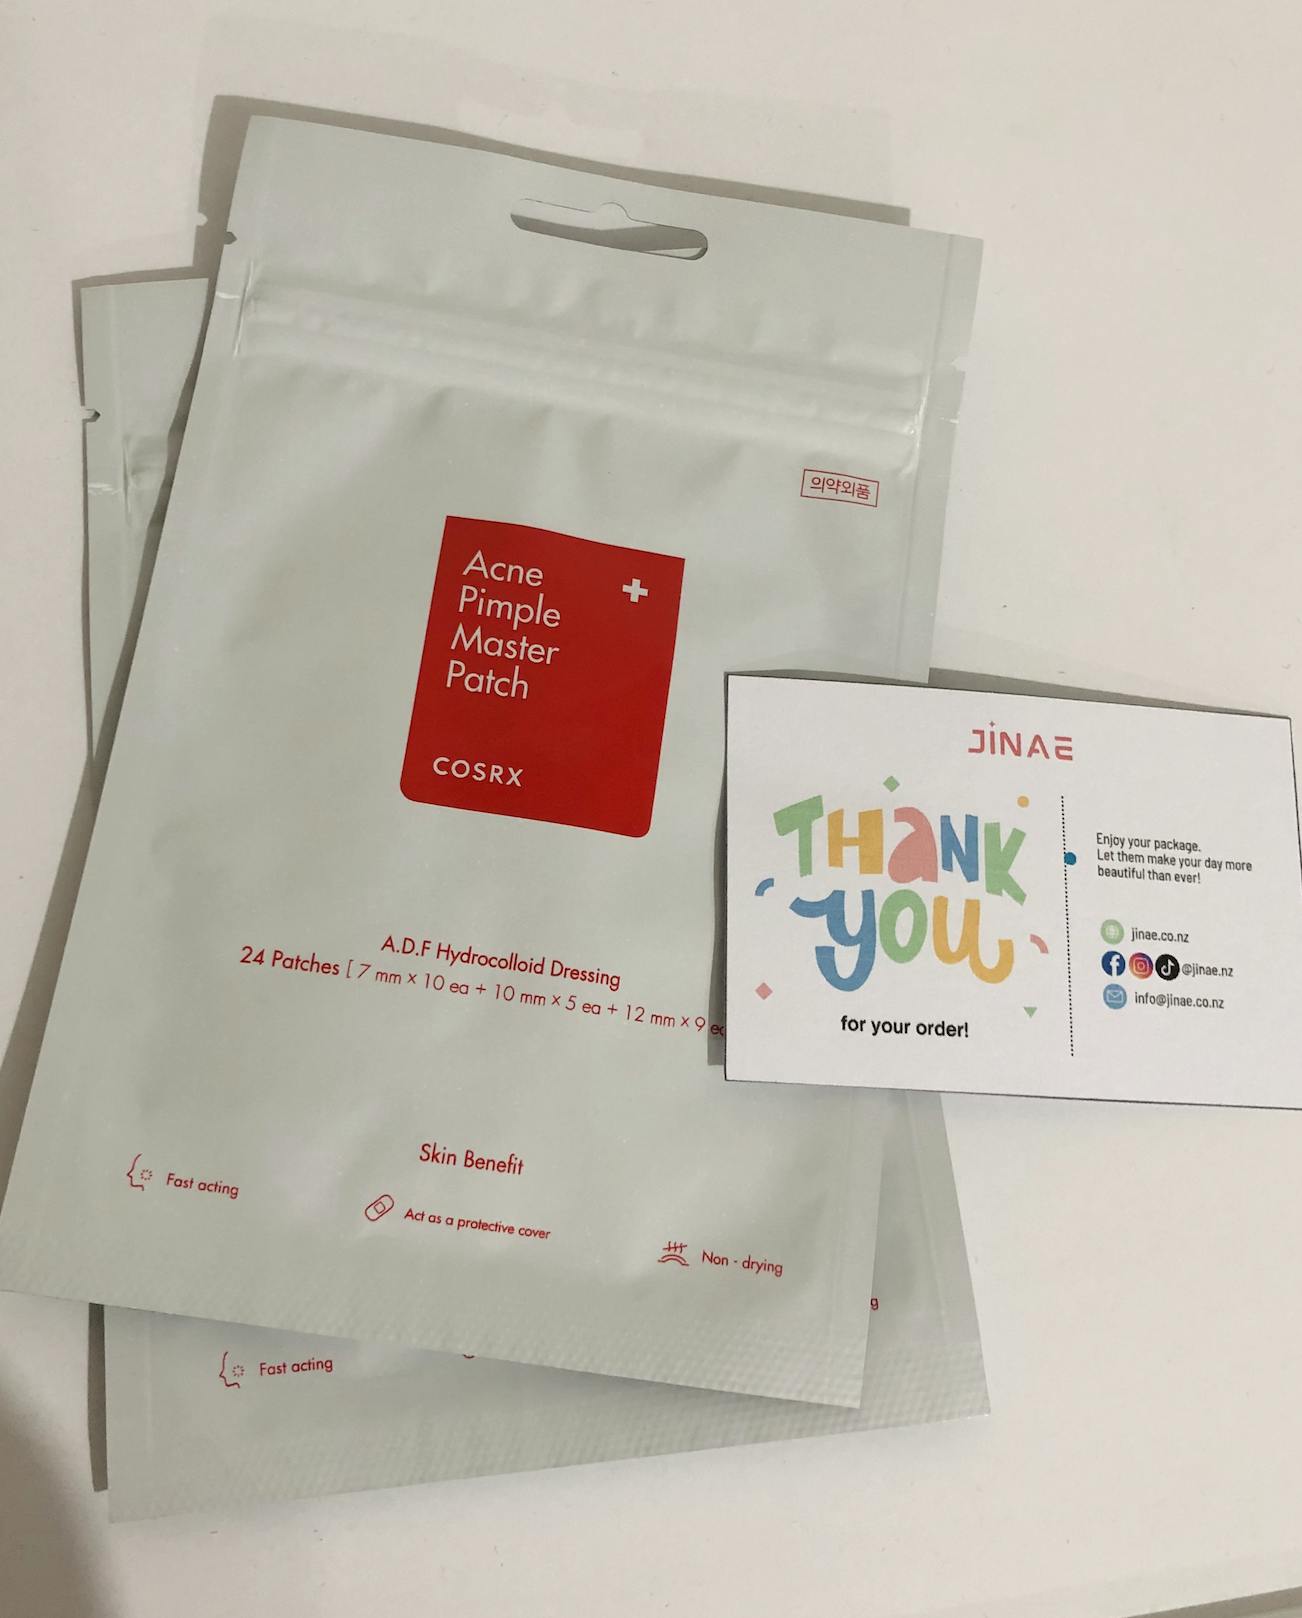 의약외품
Acne
Pimple
Master
Patch
COSRX
A.D.F Hydrocolloid Dressing
24 Patches [ 7 mm × 10 ea + 10 mm × 5 ea + 12 mm × 9
Skin Benefit
Fast acting
Act as a protective cover
Non - drying
Fast acting
JiNAE
THaNK
YOU
for your order!
Enjoy your package.
Let them make your day more
beautiful than ever!
jinae.co.nz
@jinae.nz
info@jinae.co.nz